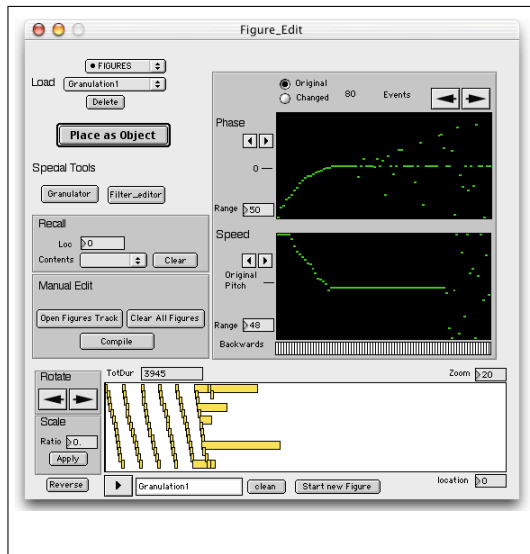 Figure_Edit
● FIGURES
Load Granulation1
Delete
Place as Object
Special Tools
Granulator Filter_editor
Recall
Loc 0
Contents Clear
Manual Edit
Open Figures Track Clear All Figures
Compile
Original
Changed 80 Events
Phase
0
Range 50
Speed
Original
Pitch
Range 48
Backwards
Rotate TotDur 3945 Zoom 20
Scale
Ratio 0.
Apply
Reverse Granulation1 clean Start new Figure location 0